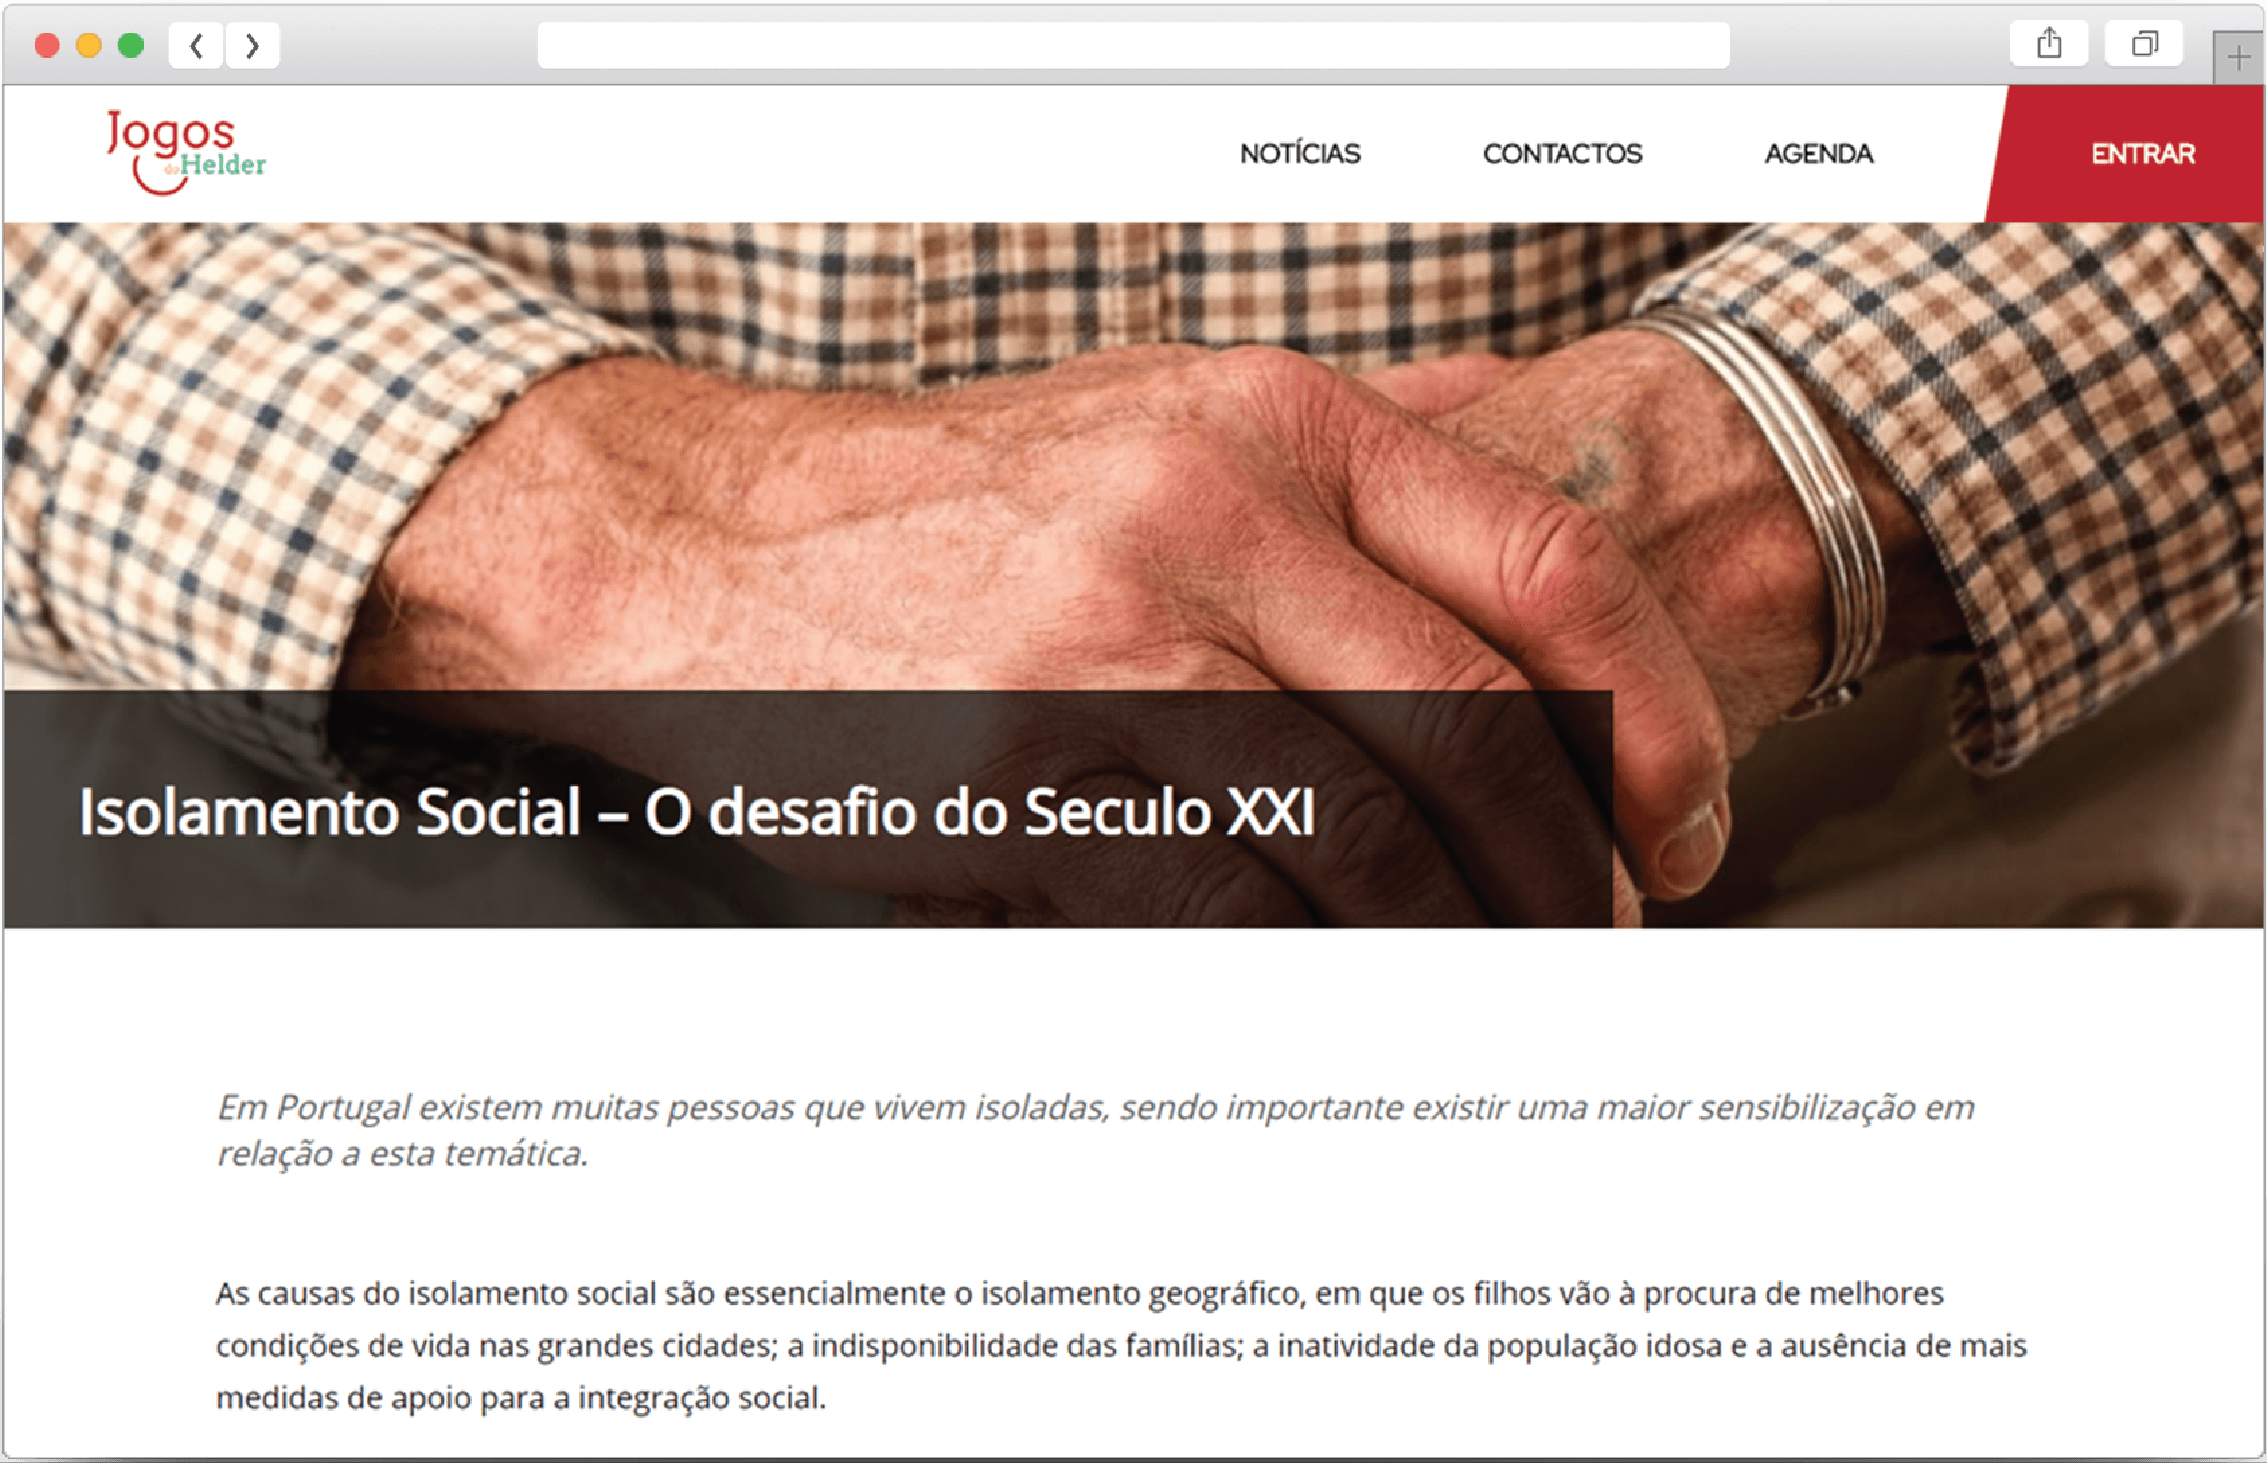 Jogos
do Helder
NOTÍCIAS
CONTACTOS
AGENDA
ENTRAR
Isolamento Social – O desafio do Seculo XXI
Em Portugal existem muitas pessoas que vivem isoladas, sendo importante existir uma maior sensibilização em
relação a esta temática.
As causas do isolamento social são essencialmente o isolamento geográfico, em que os filhos vão à procura de melhores
condições de vida nas grandes cidades; a indisponibilidade das famílias; a inatividade da população idosa e a ausência de mais
medidas de apoio para a integração social.